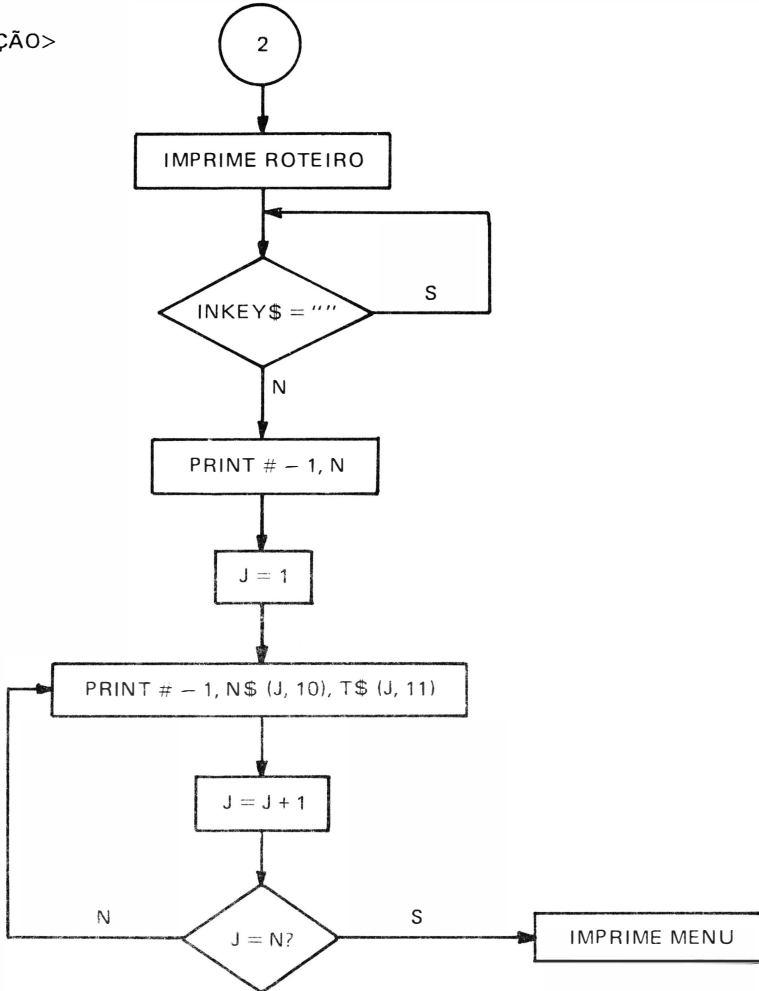 ÇÃO>
2
IMPRIME ROTEIRO
INKEY$ = ""
S
N
PRINT # – 1, N
J = 1
PRINT # – 1, N$ (J, 10), T$ (J, 11)
J = J + 1
N
J = N?
S
IMPRIME MENU